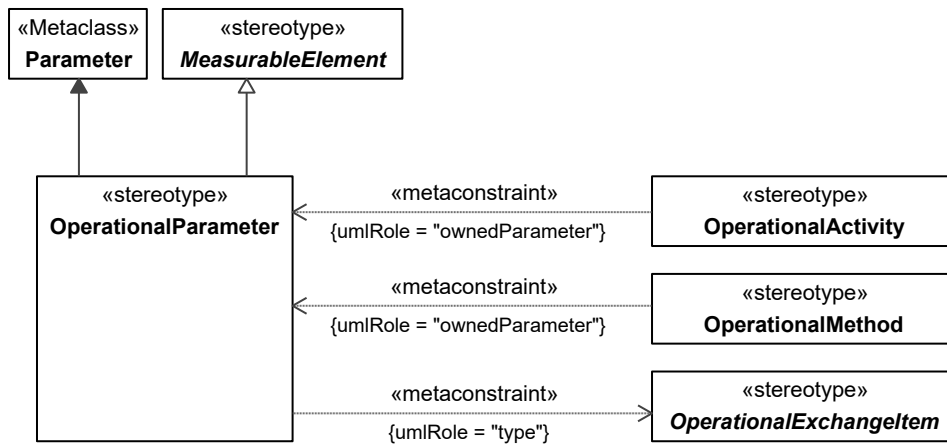 «Metaclass»
Parameter
«stereotype»
MeasurableElement
«stereotype»
OperationalParameter
«metaconstraint»
{umlRole = "ownedParameter"}
«stereotype»
OperationalActivity
«metaconstraint»
{umlRole = "ownedParameter"}
«stereotype»
OperationalMethod
«metaconstraint»
{umlRole = "type"}
«stereotype»
OperationalExchangeItem